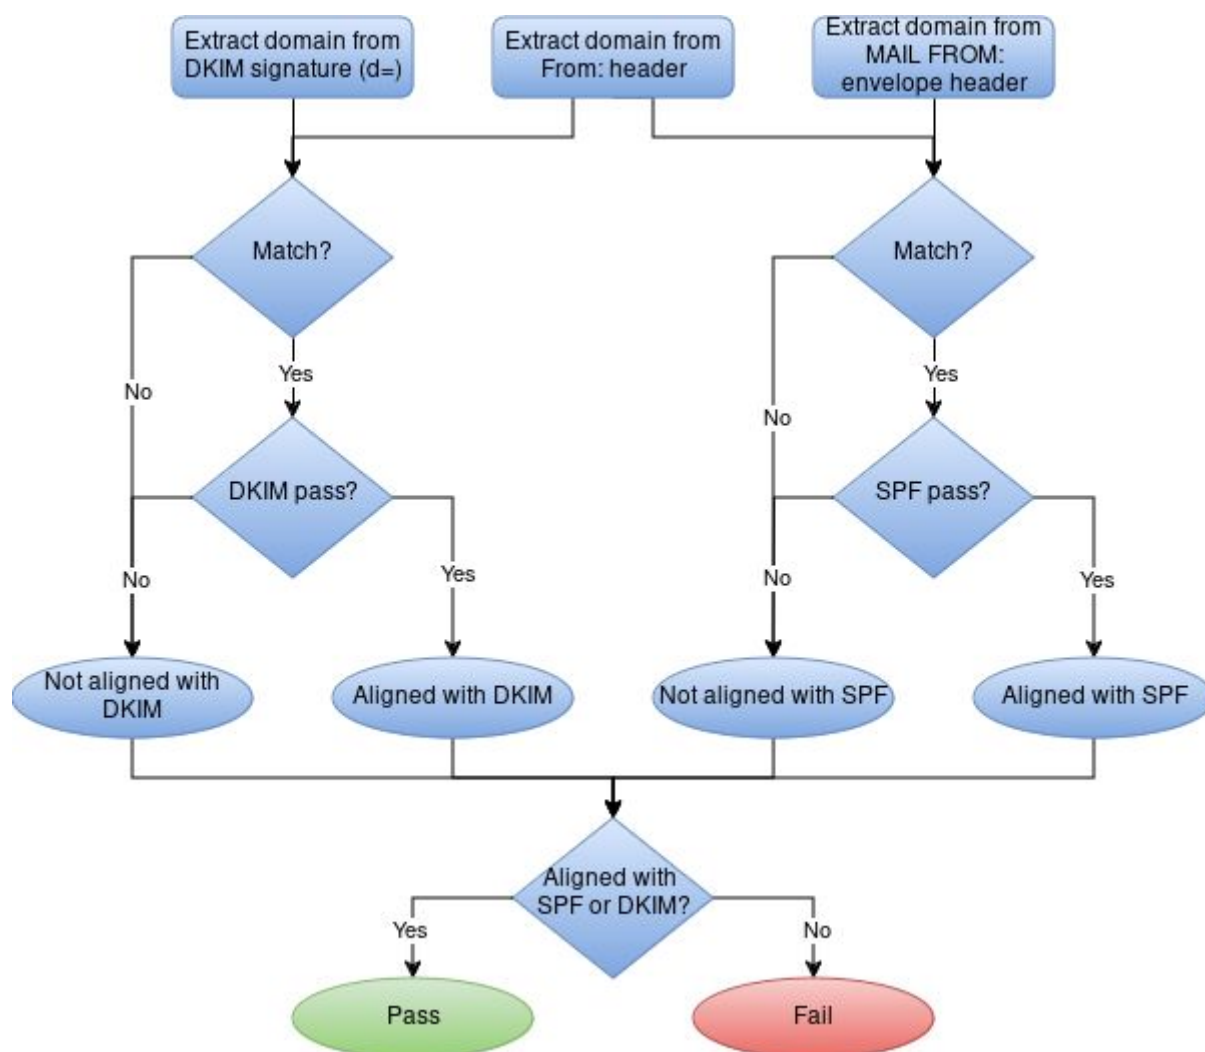 Extract domain from
DKIM signature (d=)
Extract domain from
From: header
Extract domain from
MAIL FROM:
envelope header
Match?
Match?
Yes
Yes
No
No
DKIM pass?
SPF pass?
No
Yes
No
Yes
Not aligned with
DKIM
Aligned with DKIM
Not aligned with SPF
Aligned with SPF
Aligned with
SPF or DKIM?
Yes
No
Pass
Fail